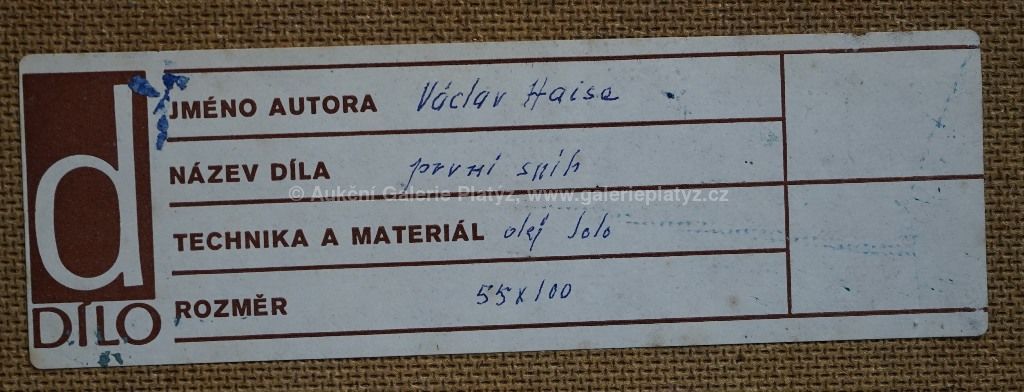 d
DÍLO
JMÉNO AUTORA Václav Haise
NÁZEV DÍLA první sníh
© Aukční Galerie Platýz, www.galerieplatyz.cz
TECHNIKA A MATERIÁL olej Solo
ROZMĚR 55x100